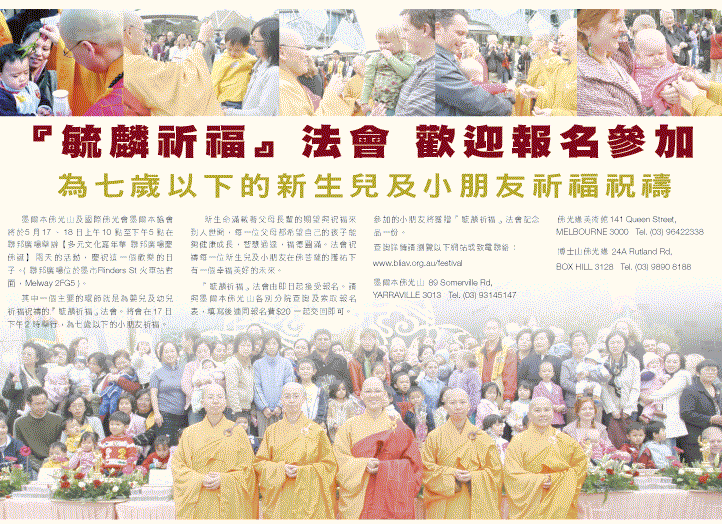 『毓麟祈福』法會 歡迎報名參加
為七歲以下的新生兒及小朋友祈福祝禱
墨爾本佛光山及國際佛光會墨爾本協會
將於5月17、18日上午10點至下午5點在
聯邦廣場舉辦【多元文化嘉年華 聯邦廣場慶
佛誕】兩天的活動，慶祝這一個歡樂的日
子。( 聯邦廣場位於墨市Flinders St 火車站對
面，Melway 2FG5 )。
其中一個主要的環節就是為嬰兒及幼兒
祈福祝禱的『毓麟祈福』法會。將會在17日
下午2時舉行，為七歲以下的小朋友祈福。
新生命滿載著父母長輩的期望與祝福來
到人世間，每一位父母都希望自己的孩子能
夠健康成長，智慧通達，福德圓滿。法會祝
禱每一位新生兒及小朋友在佛菩薩的護祐下
有一個幸福美好的未來。
『毓麟祈福』法會由即日起接受報名。請
與墨爾本佛光山各別分院查詢及索取報名
表，填寫後連同報名費$20 一起交回即可。
參加的小朋友將獲贈『毓麟祈福』法會記念
品一份。
查詢詳情請瀏覽以下網站或致電聯絡：
www.bliav.org.au/festival
墨爾本佛光山 89 Somerville Rd,
YARRAVILLE 3013 Tel. (03) 93145147
佛光緣美術館 141 Queen Street,
MELBOURNE 3000 Tel. (03) 96422338
博士山佛光緣 24A Rutland Rd,
BOX HILL 3128 Tel. (03) 9890 8188